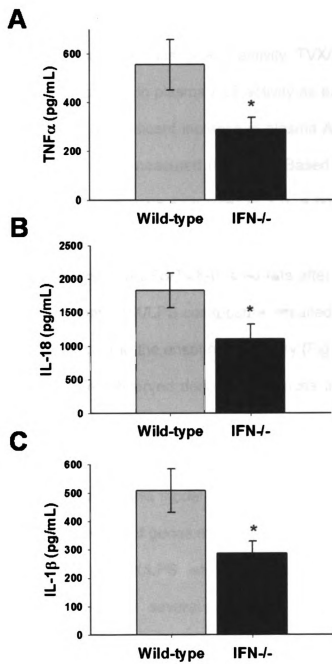 A
TNFα (pg/mL)
600
400
200
0
*
Wild-type IFN-/-
B
IL-18 (pg/mL)
2500
2000
1500
1000
500
0
*
Wild-type IFN-/-
C
IL-1β (pg/mL)
600
500
400
300
200
100
0
*
Wild-type IFN-/-